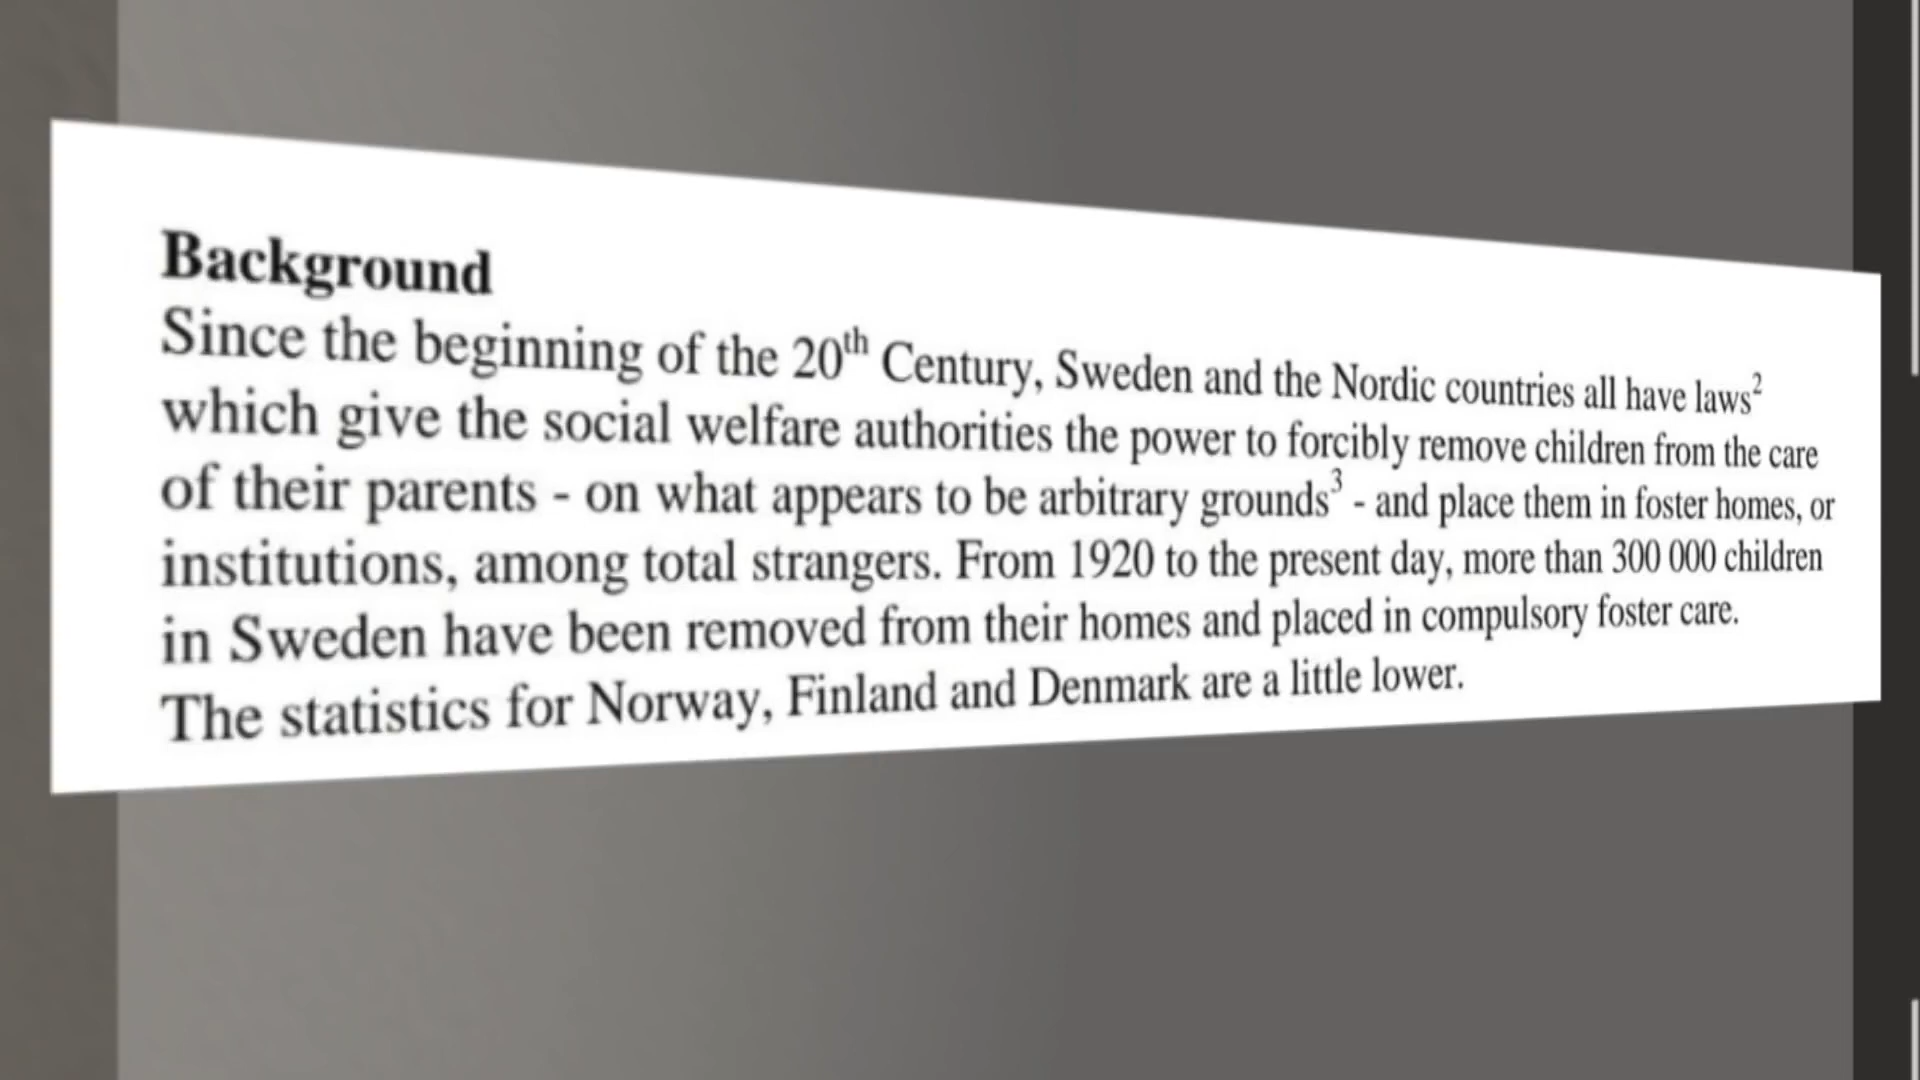 Background
Since the beginning of the 20th Century, Sweden and the Nordic countries all have laws2
which give the social welfare authorities the power to forcibly remove children from the care
of their parents - on what appears to be arbitrary grounds3 - and place them in foster homes, or
institutions, among total strangers. From 1920 to the present day, more than 300 000 children
in Sweden have been removed from their homes and placed in compulsory foster care.
The statistics for Norway, Finland and Denmark are a little lower.